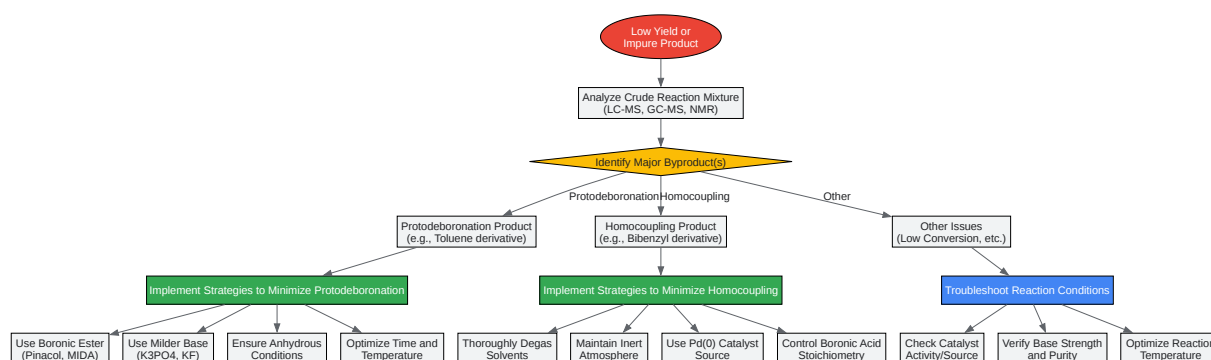 Low Yield or
Impure Product
Analyze Crude Reaction Mixture
(LC-MS, GC-MS, NMR)
Identify Major Byproduct(s)
Protodeboronation
Homocoupling
Other
Protodeboronation Product
(e.g., Toluene derivative)
Homocoupling Product
(e.g., Bibenzyl derivative)
Other Issues
(Low Conversion, etc.)
Implement Strategies to Minimize Protodeboronation
Implement Strategies to Minimize Homocoupling
Troubleshoot Reaction Conditions
Use Boronic Ester
(Pinacol, MIDA)
Use Milder Base
(K3PO4, KF)
Ensure Anhydrous
Conditions
Optimize Time and
Temperature
Thoroughly Degas
Solvents
Maintain Inert
Atmosphere
Use Pd(0) Catalyst
Source
Control Boronic Acid
Stoichiometry
Check Catalyst
Activity/Source
Verify Base Strength
and Purity
Optimize Reaction
Temperature